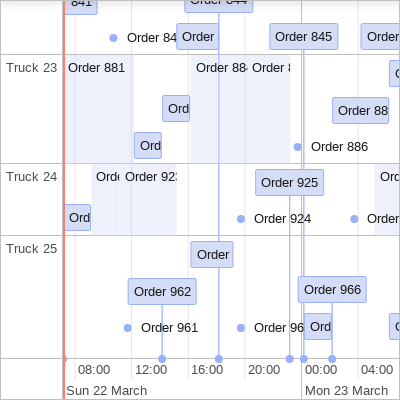 841
Order 844
Order 84
Order
Order 845
Order
Truck 23
Order 881
Order 884
Order 8
Ord
Order 88
Ord
Order 886
Truck 24
Orde
Order 923
Order 925
Ord
Ord
Order 924
Order
Truck 25
Order
Order 962
Order 966
Order 961
Order 96
Ord
08:00
12:00
16:00
20:00
00:00
04:00
Sun 22 March
Mon 23 March